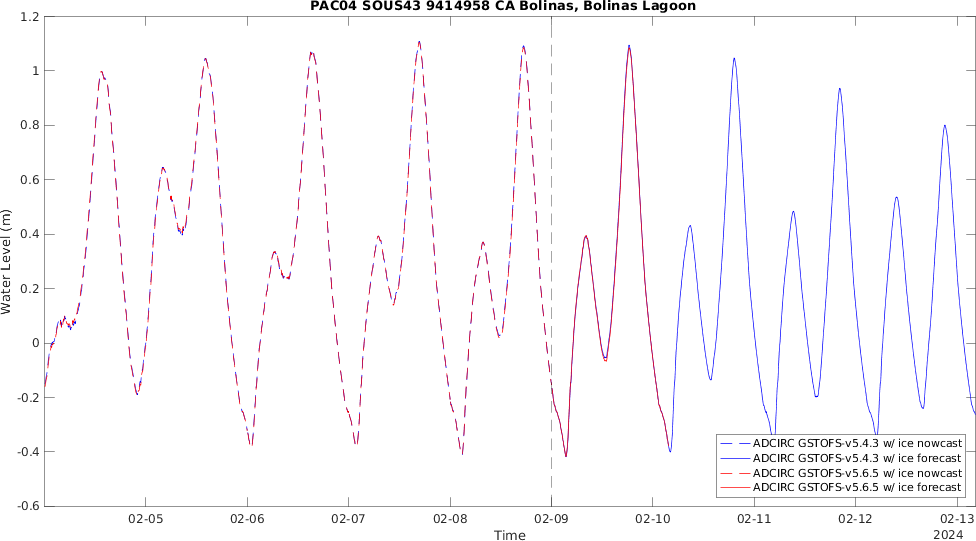 PAC04 SOUS43 9414958 CA Bolinas, Bolinas Lagoon
1.2
1
0.8
0.6
0.4
0.2
0
-0.2
-0.4
-0.6
Water Level (m)
ADCIRC GSTOFS-v5.4.3 w/ ice nowcast
ADCIRC GSTOFS-v5.4.3 w/ ice forecast
ADCIRC GSTOFS-v5.6.5 w/ ice nowcast
ADCIRC GSTOFS-v5.6.5 w/ ice forecast
02-05 02-06 02-07 02-08 02-09 02-10 02-11 02-12 02-13
Time
2024